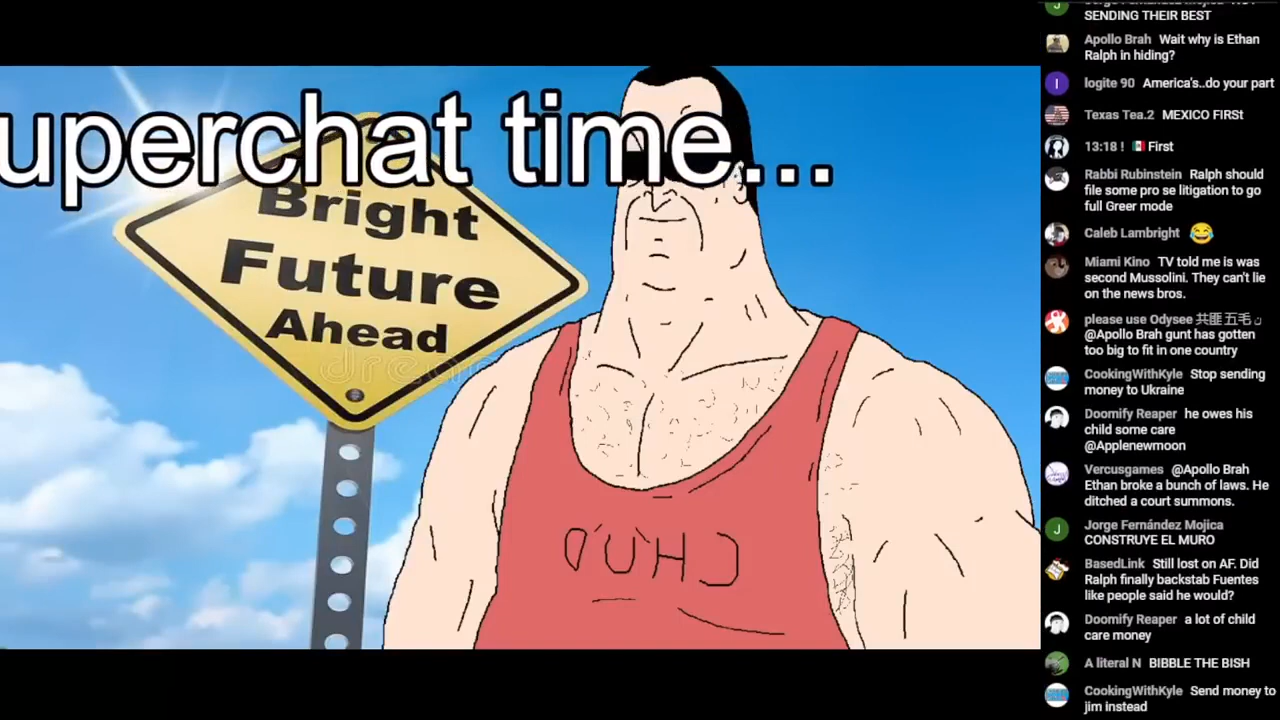 uperchat time...
Bright
Future
Ahead
CHUD
SENDING THEIR BEST
Apollo Brah Wait why is Ethan
Ralph in hiding?
logite 90 America's..do your part
Texas Tea.2 MEXICO FIRSt
13:18 ! 🇲🇽 First
Rabbi Rubinstein Ralph should
file some pro se litigation to go
full Greer mode
Caleb Lambright 😂
Miami Kino TV told me is was
second Mussolini. They can't lie
on the news bros.
please use Odysee 共匪五毛
@Apollo Brah gunt has gotten
too big to fit in one country
CookingWithKyle Stop sending
money to Ukraine
Doomify Reaper he owes his
child some care
@Applenewmoon
Vercusgames @Apollo Brah
Ethan broke a bunch of laws. He
ditched a court summons.
Jorge Fernández Mojica
CONSTRUYE EL MURO
BasedLink Still lost on AF. Did
Ralph finally backstab Fuentes
like people said he would?
Doomify Reaper a lot of child
care money
A literal N BIBBLE THE BISH
CookingWithKyle Send money to
jim instead